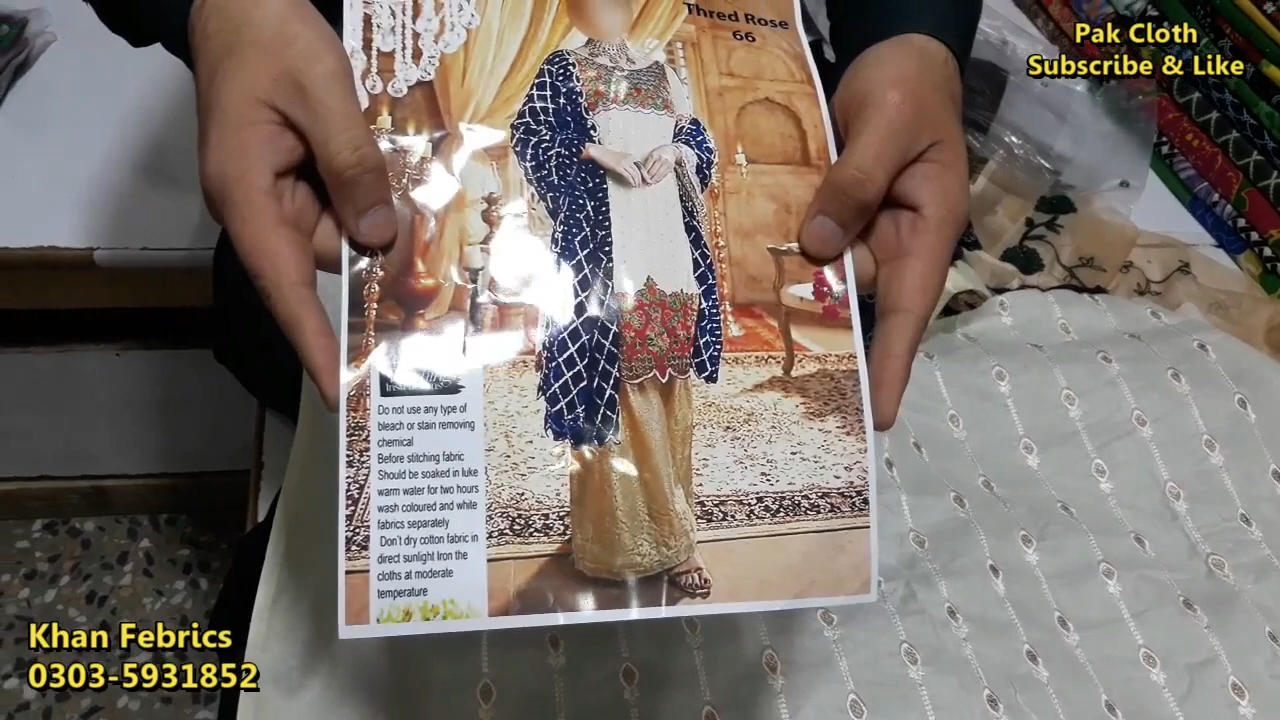 Thred Rose
66
Pak Cloth
Subscribe & Like
Do not use any type of
bleach or stain removing
chemical
Before stitching fabric
Should be soaked in luke
warm water for two hours
wash coloured and white
fabrics separately
Don't dry cotton fabric in
direct sunlight Iron the
cloths at moderate
temperature
Khan Febrics
0303-5931852